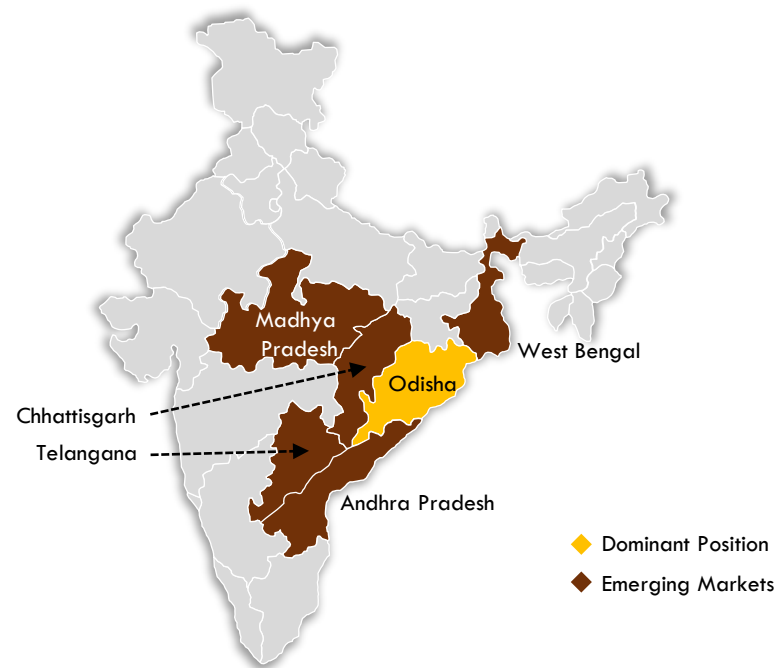 Madhya
Pradesh
West Bengal
Odisha
Chhattisgarh
Telangana
Andhra Pradesh
Dominant Position
Emerging Markets